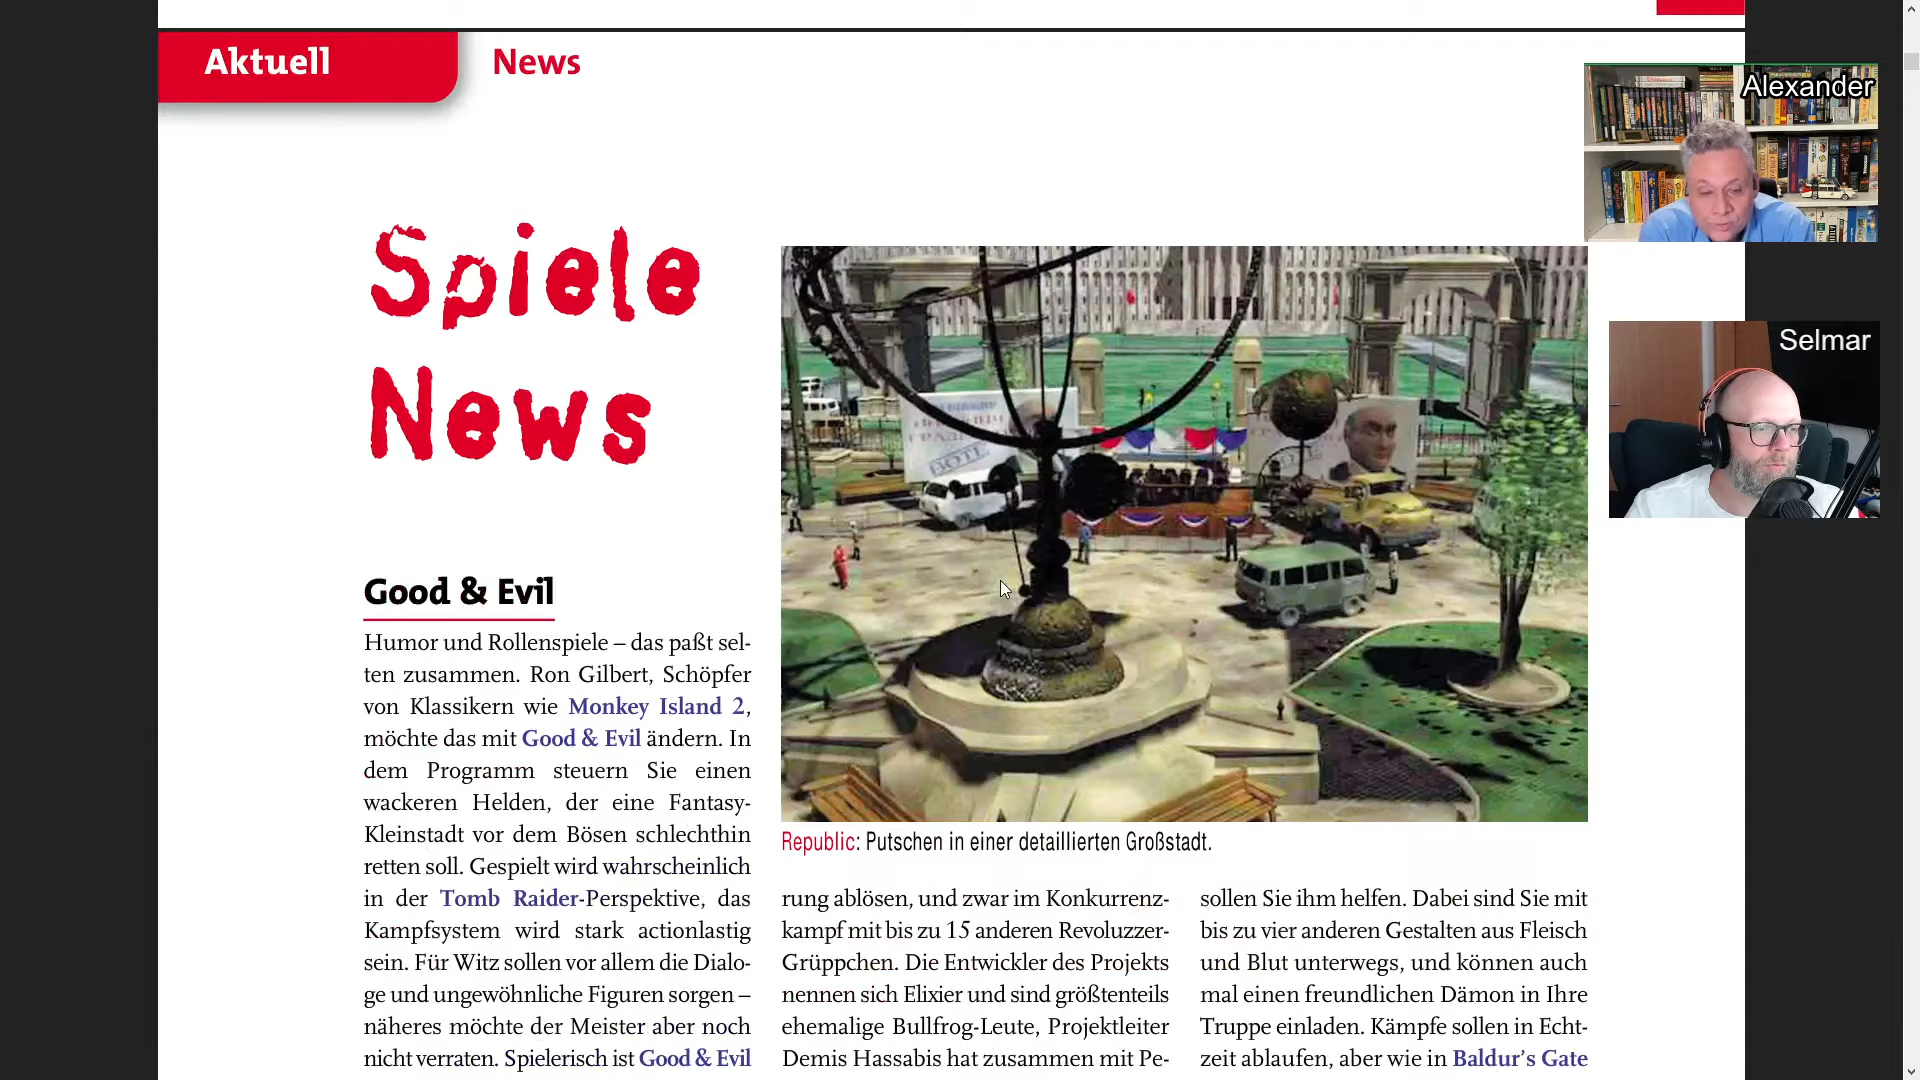 Aktuell
News
Alexander
Selmar
Spiele
News
Good & Evil
Humor und Rollenspiele – das paßt sel-
ten zusammen. Ron Gilbert, Schöpfer
von Klassikern wie Monkey Island 2,
möchte das mit Good & Evil ändern. In
dem Programm steuern Sie einen
wackeren Helden, der eine Fantasy-
Kleinstadt vor dem Bösen schlechthin
retten soll. Gespielt wird wahrscheinlich
in der Tomb Raider-Perspektive, das
Kampfsystem wird stark actionlastig
sein. Für Witz sollen vor allem die Dialo-
ge und ungewöhnliche Figuren sorgen –
näheres möchte der Meister aber noch
nicht verraten. Spielerisch ist Good & Evil
Republic: Putschen in einer detaillierten Großstadt.
rung ablösen, und zwar im Konkurrenz-
kampf mit bis zu 15 anderen Revoluzzer-
Grüppchen. Die Entwickler des Projekts
nennen sich Elixier und sind größtenteils
ehemalige Bullfrog-Leute, Projektleiter
Demis Hassabis hat zusammen mit Pe-
sollen Sie ihm helfen. Dabei sind Sie mit
bis zu vier anderen Gestalten aus Fleisch
und Blut unterwegs, und können auch
mal einen freundlichen Dämon in Ihre
Truppe einladen. Kämpfe sollen in Echt-
zeit ablaufen, aber wie in Baldur's Gate